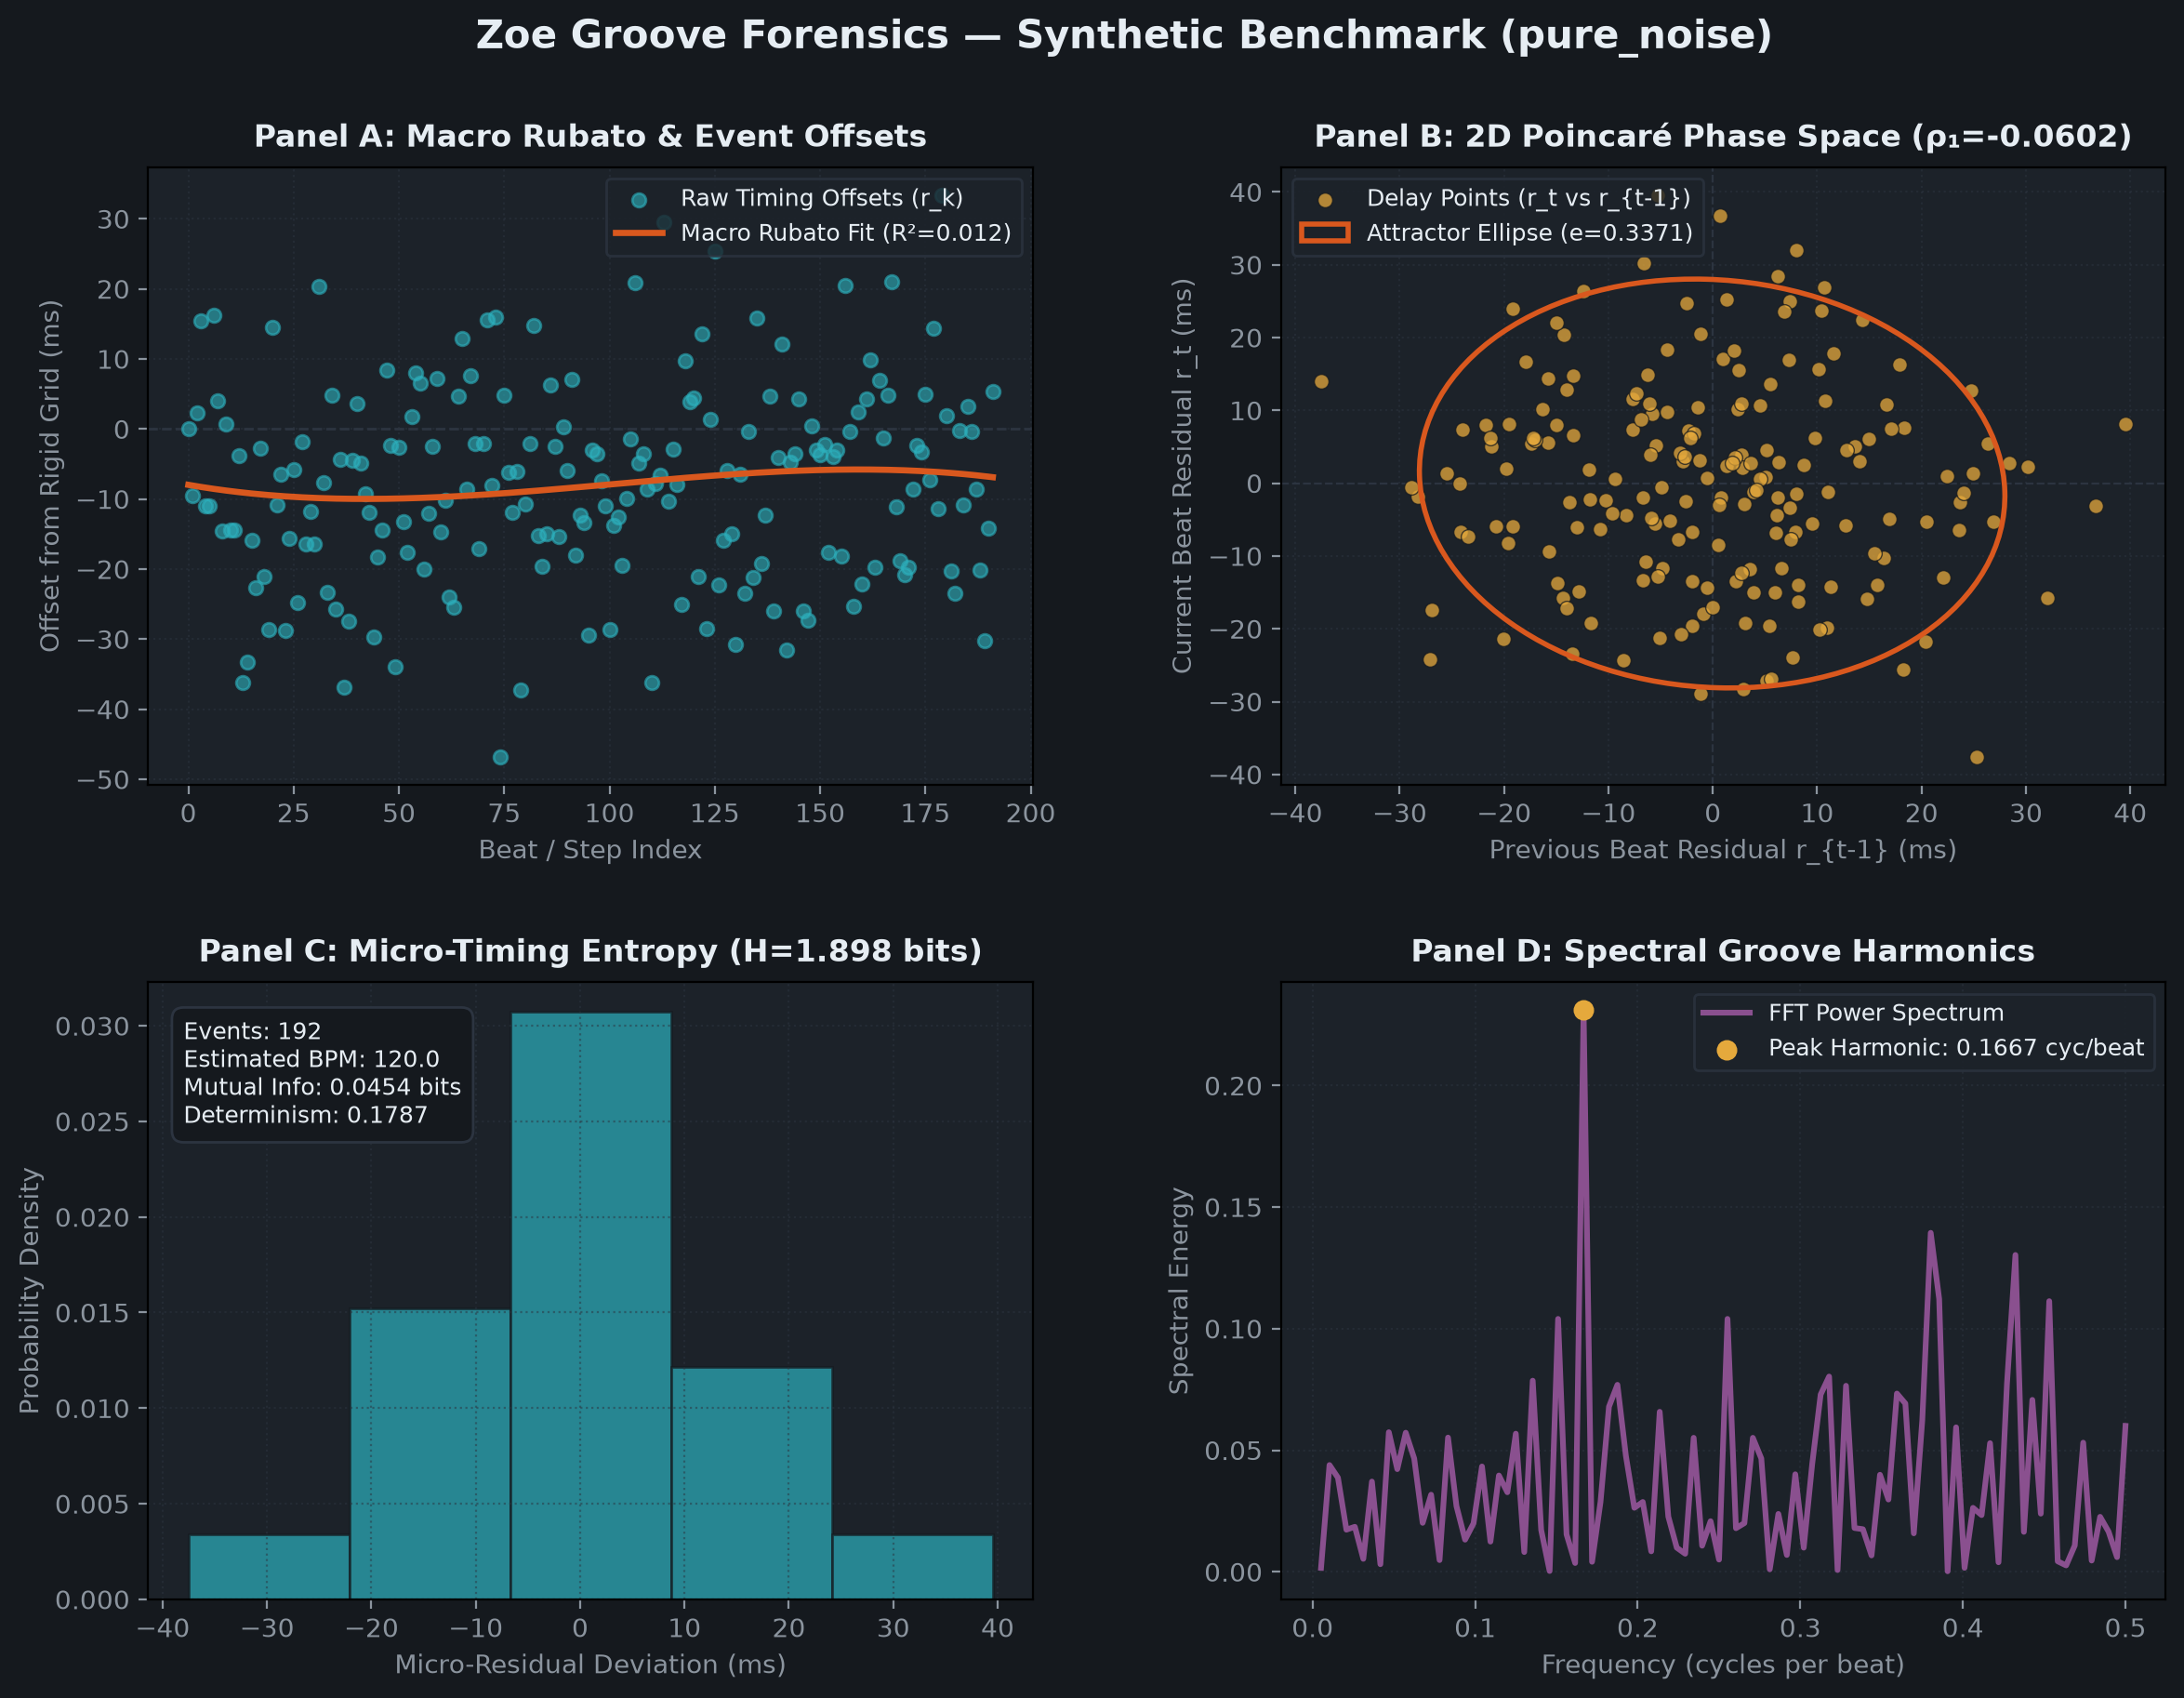 Zoe Groove Forensics — Synthetic Benchmark (pure_noise)
Panel A: Macro Rubato & Event Offsets
Raw Timing Offsets (r_k)
Macro Rubato Fit (R²=0.012)
Offset from Rigid Grid (ms)
30
20
10
0
−10
−20
−30
−40
−50
0 25 50 75 100 125 150 175 200
Beat / Step Index
Panel B: 2D Poincaré Phase Space (ρ₁=-0.0602)
Delay Points (r_t vs r_{t-1})
Attractor Ellipse (e=0.3371)
Current Beat Residual r_t (ms)
40
30
20
10
0
−10
−20
−30
−40
−40 −30 −20 −10 0 10 20 30 40
Previous Beat Residual r_{t-1} (ms)
Panel C: Micro-Timing Entropy (H=1.898 bits)
Events: 192
Estimated BPM: 120.0
Mutual Info: 0.0454 bits
Determinism: 0.1787
Probability Density
0.030
0.025
0.020
0.015
0.010
0.005
0.000
−40 −30 −20 −10 0 10 20 30 40
Micro-Residual Deviation (ms)
Panel D: Spectral Groove Harmonics
FFT Power Spectrum
Peak Harmonic: 0.1667 cyc/beat
Spectral Energy
0.20
0.15
0.10
0.05
0.00
0.0 0.1 0.2 0.3 0.4 0.5
Frequency (cycles per beat)